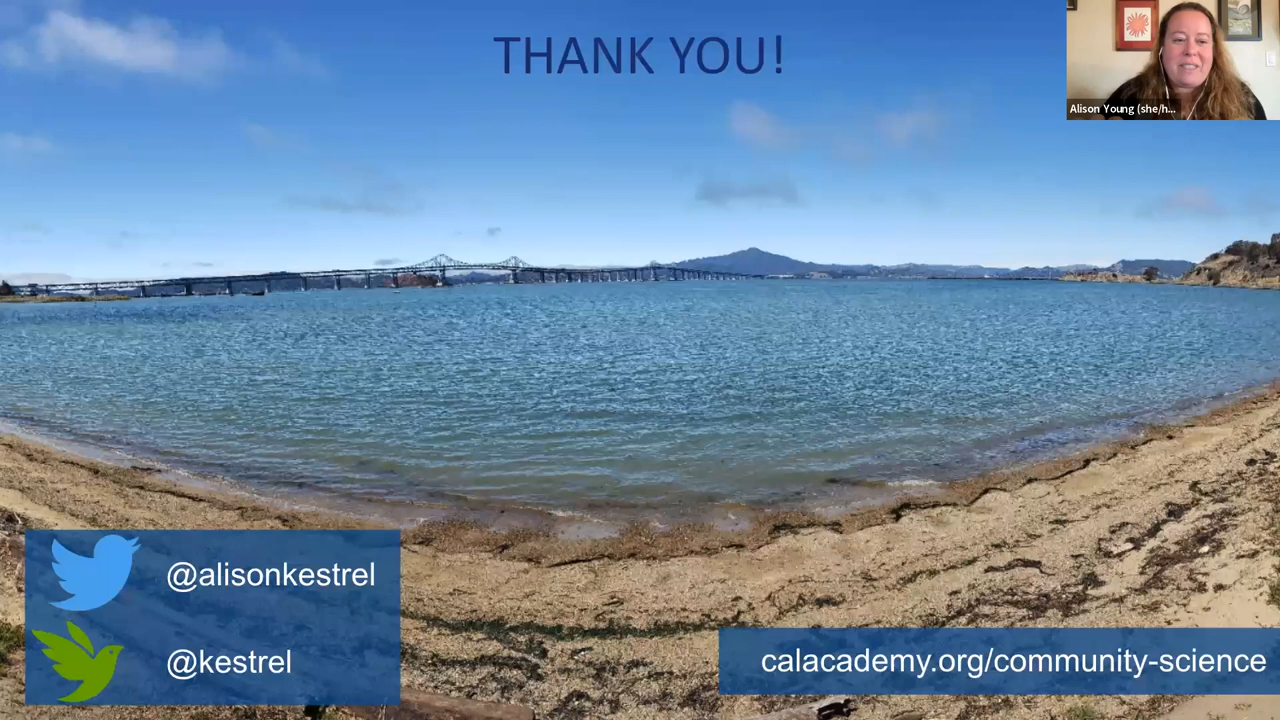 THANK YOU!
Alison Young (she/h...
@alisonkestrel
@kestrel
calacademy.org/community-science